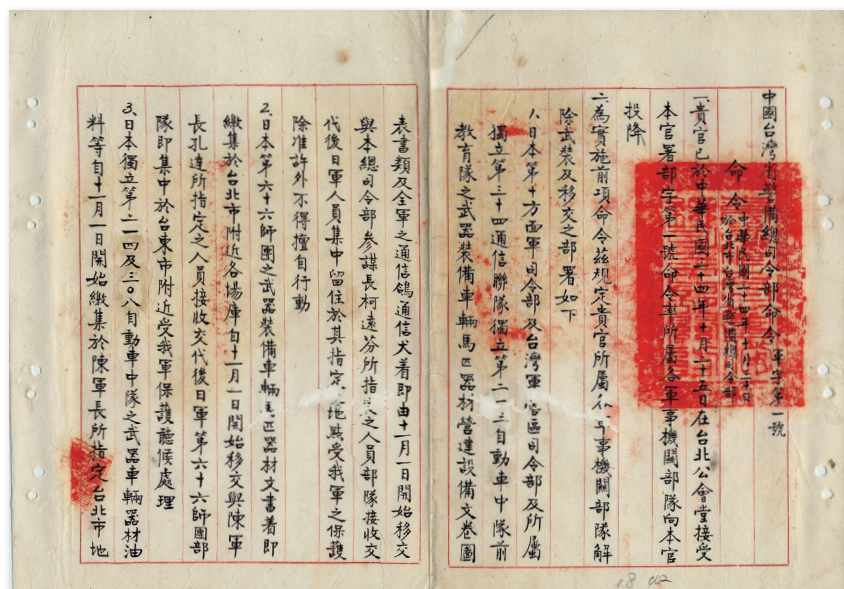 中國台灣省警備總司令部命令 軍字第一號
命令 中華民國三十四年十月三十日
於台北市台灣省警備總司令部
一、貴官已於中華民國三十四年十月二十五日在台北公會堂接受
本官署部字第一號命令率所屬各軍事機關部隊向本官
投降
二、為實施前項命令茲規定貴官所屬 軍事機關部隊解
除武裝及移交之部署如下
1、日本第十方面軍司令部及台灣軍管區司令部及所屬
獨立第三十四通信聯隊獨立第二一三自動車中隊前
教育隊之武器裝備車輛馬匹器材營建設備文卷圖
表書類及全軍之通信鴿通信犬着即由十一月一日開始移交
與本總司令部參謀長柯遠芬所指定之人員部隊接收交
代後日軍人員集中留住於其指定地點受我軍之保護
除准許外不得擅自行動
2、日本第六十六師團之武器裝備車輛馬匹器材文書着即
繳集於台北市附近各場庫自十一月一日開始移交與陳軍
長孔達所指定之人員接收交代後日軍第六十六師團部
隊即集中於台東市附近受我軍保護聽候處理
3、日本獨立第二一四及三〇八自動車中隊之武器車輛器材油
料等自十一月一日開始繳集於陳軍長所指定台北市地
18 002